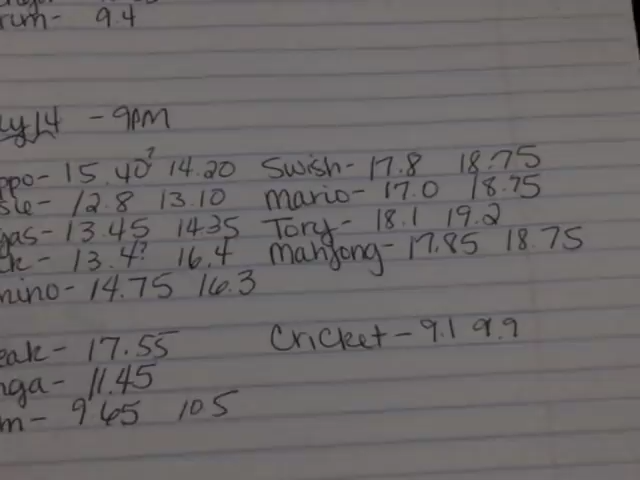 rum- 9.4
ly 14 - 9PM
ppo- 15.40? 14.20 Swish- 17.8 18.75
sle- 12.8 13.10 mario- 17.0 18.75
gas- 13.45 14.35 Tory- 18.1 19.2
ck- 13.4? 16.4 mahjong- 17.85 18.75
mino- 14.75 16.3
eak- 17.55 Cricket- 9.1 9.9
nga- 11.45
m- 9.65 10.5